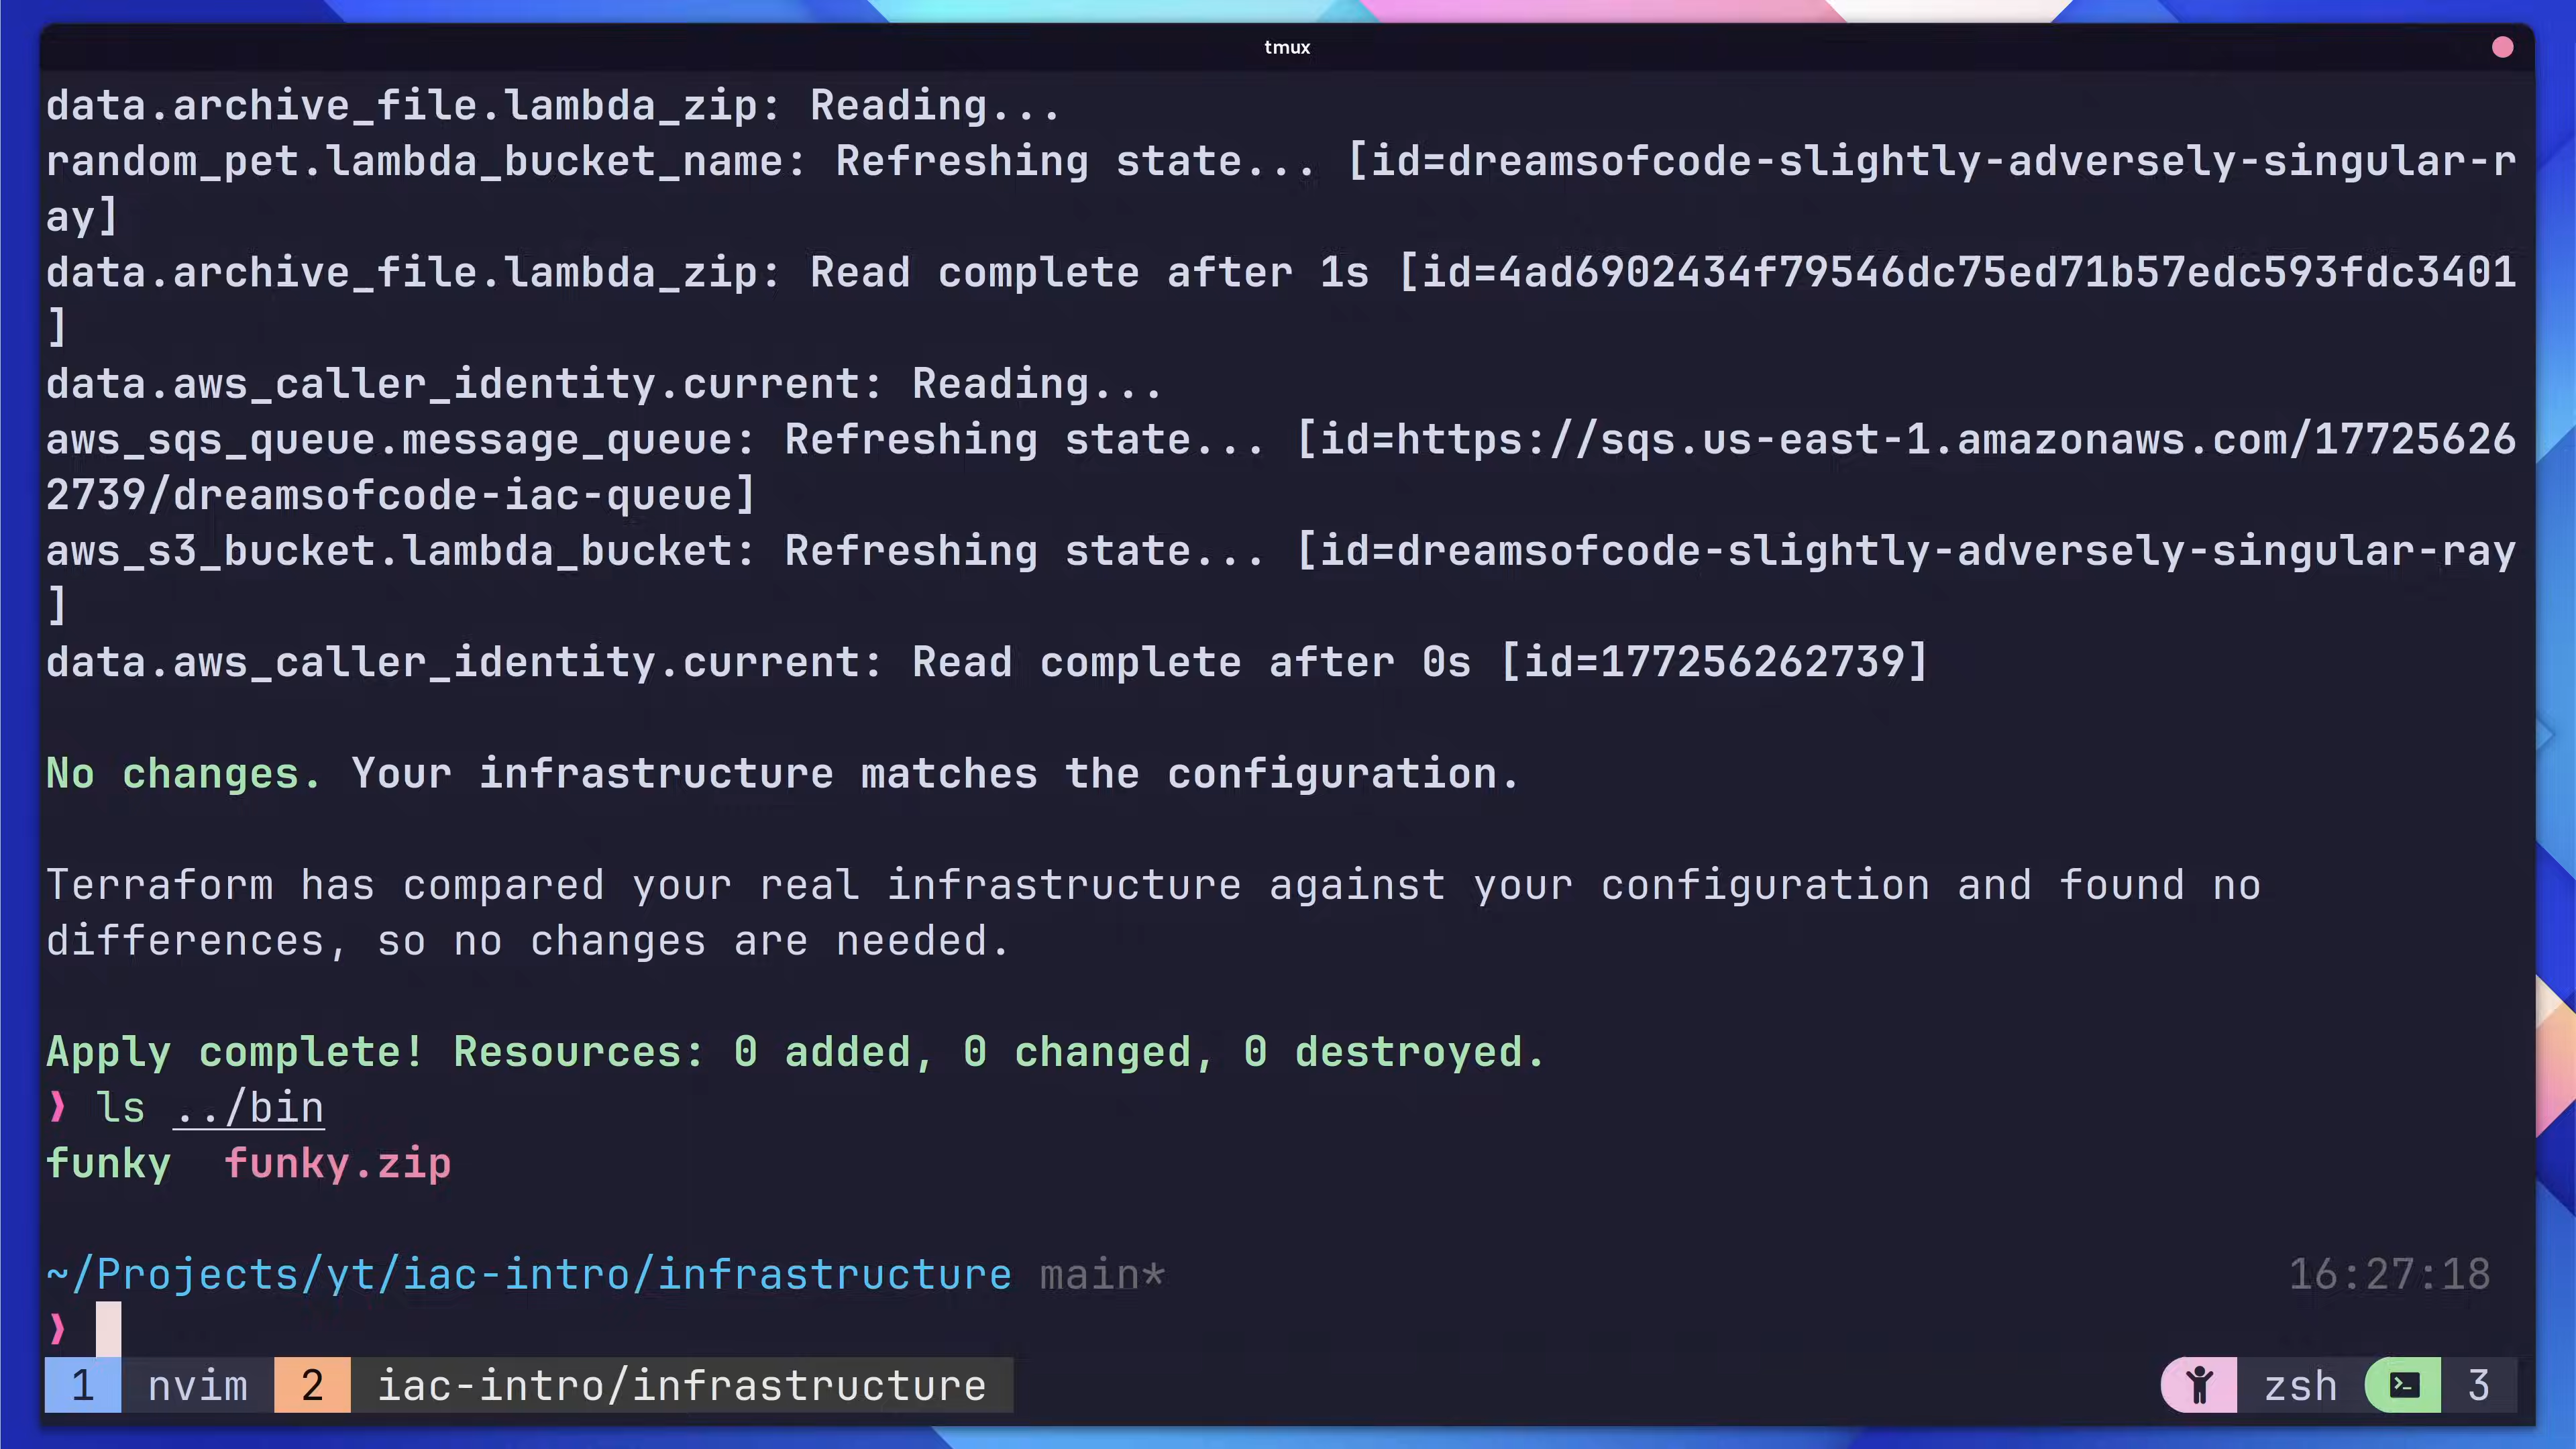 tmux
data.archive_file.lambda_zip: Reading...
random_pet.lambda_bucket_name: Refreshing state... [id=dreamsofcode-slightly-adversely-singular-r
ay]
data.archive_file.lambda_zip: Read complete after 1s [id=4ad6902434f79546dc75ed71b57edc593fdc3401
]
data.aws_caller_identity.current: Reading...
aws_sqs_queue.message_queue: Refreshing state... [id=https://sqs.us-east-1.amazonaws.com/17725626
2739/dreamsofcode-iac-queue]
aws_s3_bucket.lambda_bucket: Refreshing state... [id=dreamsofcode-slightly-adversely-singular-ray
]
data.aws_caller_identity.current: Read complete after 0s [id=177256262739]
No changes. Your infrastructure matches the configuration.
Terraform has compared your real infrastructure against your configuration and found no
differences, so no changes are needed.
Apply complete! Resources: 0 added, 0 changed, 0 destroyed.
❯ ls ../bin
funky  funky.zip
~/Projects/yt/iac-intro/infrastructure main* 16:27:18
❯
1 nvim 2 iac-intro/infrastructure zsh 3